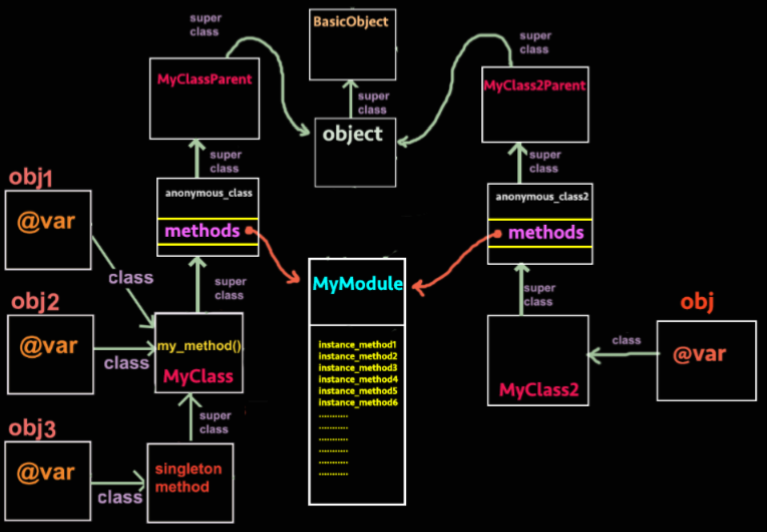 super
class
BasicObject
super
class
MyClassParent
MyClass2Parent
super
class
object
super
class
super
class
obj1
@var
anonymous_class
methods
anonymous_class2
methods
class
super
class
MyModule
super
class
obj2
@var
class
my_method()
MyClass
instance_method1
instance_method2
instance_method3
instance_method4
instance_method5
instance_method6
............
............
............
............
............
............
MyClass2
class
obj
@var
super
class
obj3
@var
class
singleton
method